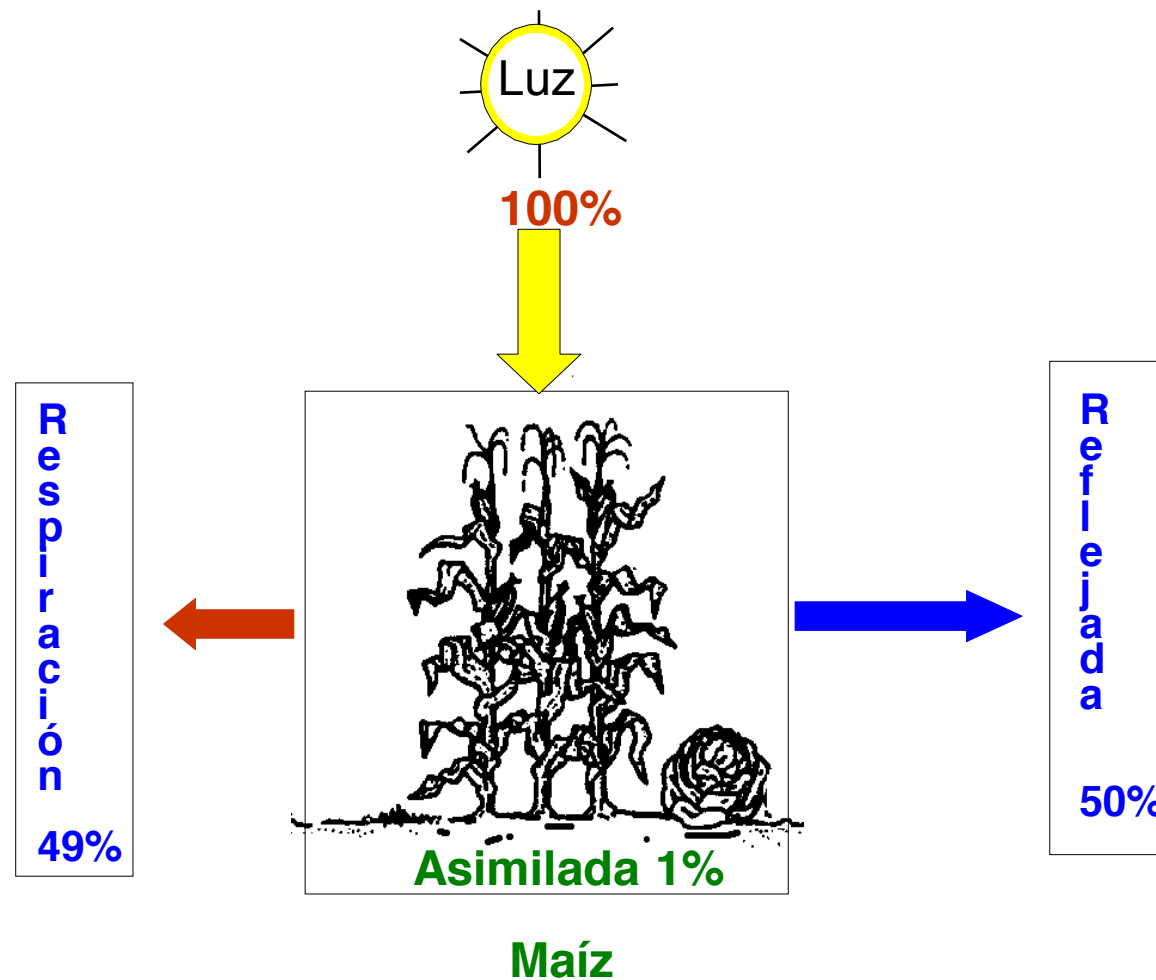 Luz
100%
Respiración
49%
Reflejada
50%
Asimilada 1%
Maíz